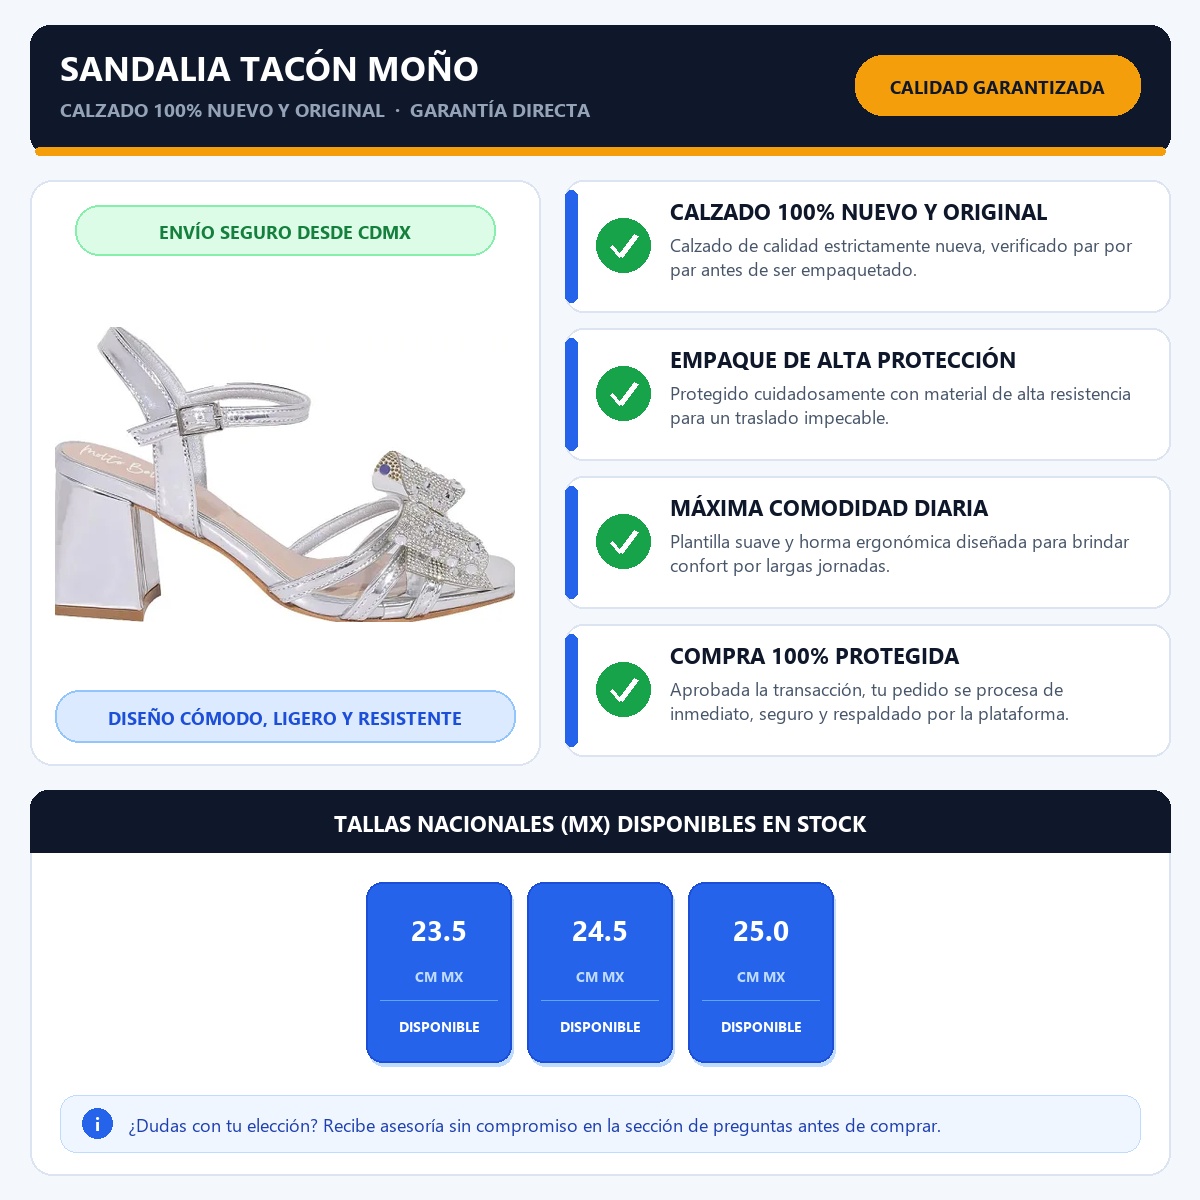 SANDALIA TACÓN MOÑO
CALZADO 100% NUEVO Y ORIGINAL · GARANTÍA DIRECTA
CALIDAD GARANTIZADA
ENVÍO SEGURO DESDE CDMX
DISEÑO CÓMODO, LIGERO Y RESISTENTE
CALZADO 100% NUEVO Y ORIGINAL
Calzado de calidad estrictamente nueva, verificado par por
par antes de ser empaquetado.
EMPAQUE DE ALTA PROTECCIÓN
Protegido cuidadosamente con material de alta resistencia
para un traslado impecable.
MÁXIMA COMODIDAD DIARIA
Plantilla suave y horma ergonómica diseñada para brindar
confort por largas jornadas.
COMPRA 100% PROTEGIDA
Aprobada la transacción, tu pedido se procesa de
inmediato, seguro y respaldado por la plataforma.
TALLAS NACIONALES (MX) DISPONIBLES EN STOCK
23.5
CM MX
DISPONIBLE
24.5
CM MX
DISPONIBLE
25.0
CM MX
DISPONIBLE
¿Dudas con tu elección? Recibe asesoría sin compromiso en la sección de preguntas antes de comprar.